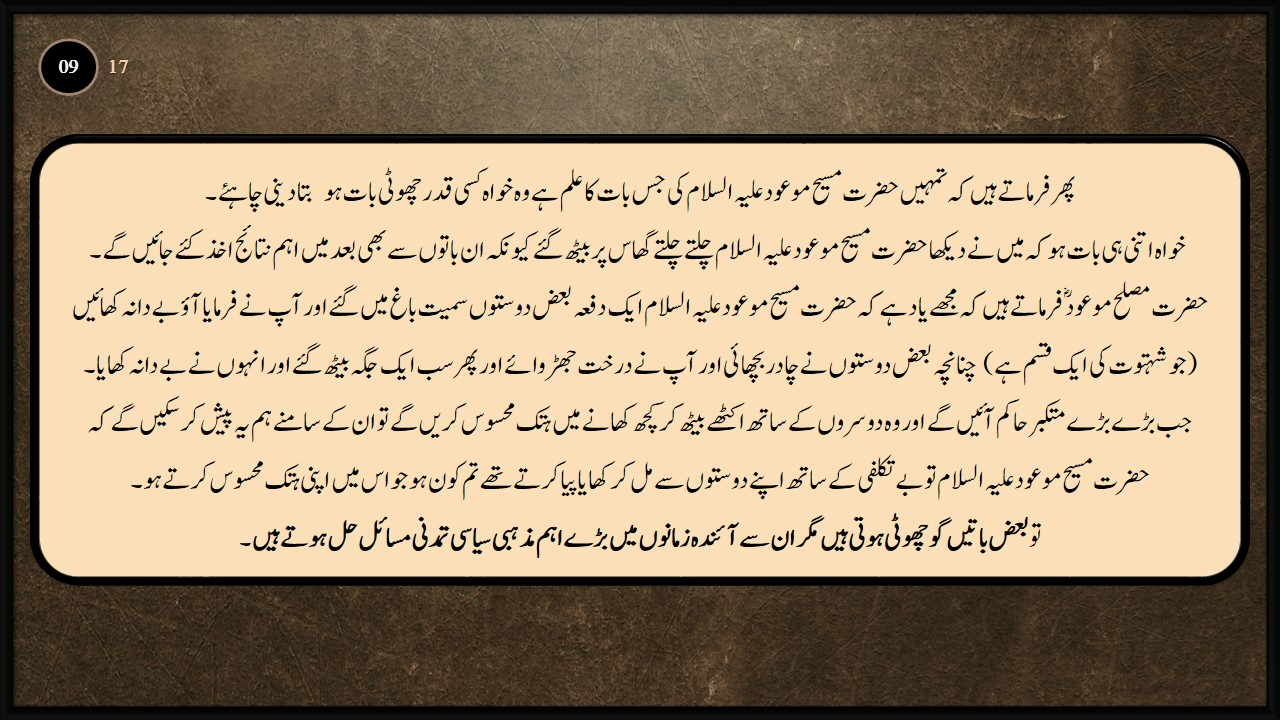 09 17
پھر فرماتے ہیں کہ تمہیں حضرت مسیح موعود علیہ السلام کی جس بات کا علم ہے وہ خواہ کسی قدر چھوٹی بات ہو بتا دینی چاہئے۔
خواہ اتنی ہی بات ہو کہ میں نے دیکھا حضرت مسیح موعود علیہ السلام چلتے چلتے گھاس پر بیٹھ گئے کیونکہ ان باتوں سے بھی بعد میں اہم نتائج اخذ کئے جائیں گے۔
حضرت مصلح موعودؓ فرماتے ہیں کہ مجھے یاد ہے کہ حضرت مسیح موعود علیہ السلام ایک دفعہ بعض دوستوں سمیت باغ میں گئے اور آپ نے فرمایا آؤ بے دانہ کھائیں
(جو شہتوت کی ایک قسم ہے) چنانچہ بعض دوستوں نے چادر بچھائی اور آپ نے درخت جھڑوائے اور پھر سب ایک جگہ بیٹھ گئے اور انہوں نے بے دانہ کھایا۔
جب بڑے بڑے متکبر حاکم آئیں گے اور وہ دوسروں کے ساتھ اکٹھے بیٹھ کر کچھ کھانے میں ہتک محسوس کریں گے تو ان کے سامنے ہم یہ پیش کر سکیں گے کہ
حضرت مسیح موعود علیہ السلام تو بے تکلفی کے ساتھ اپنے دوستوں سے مل کر کھایا پیا کرتے تھے تم کون ہو جو اس میں اپنی ہتک محسوس کرتے ہو۔
تو بعض باتیں گو چھوٹی ہوتی ہیں مگر ان سے آئندہ زمانوں میں بڑے اہم مذہبی سیاسی تمدنی مسائل حل ہوتے ہیں۔